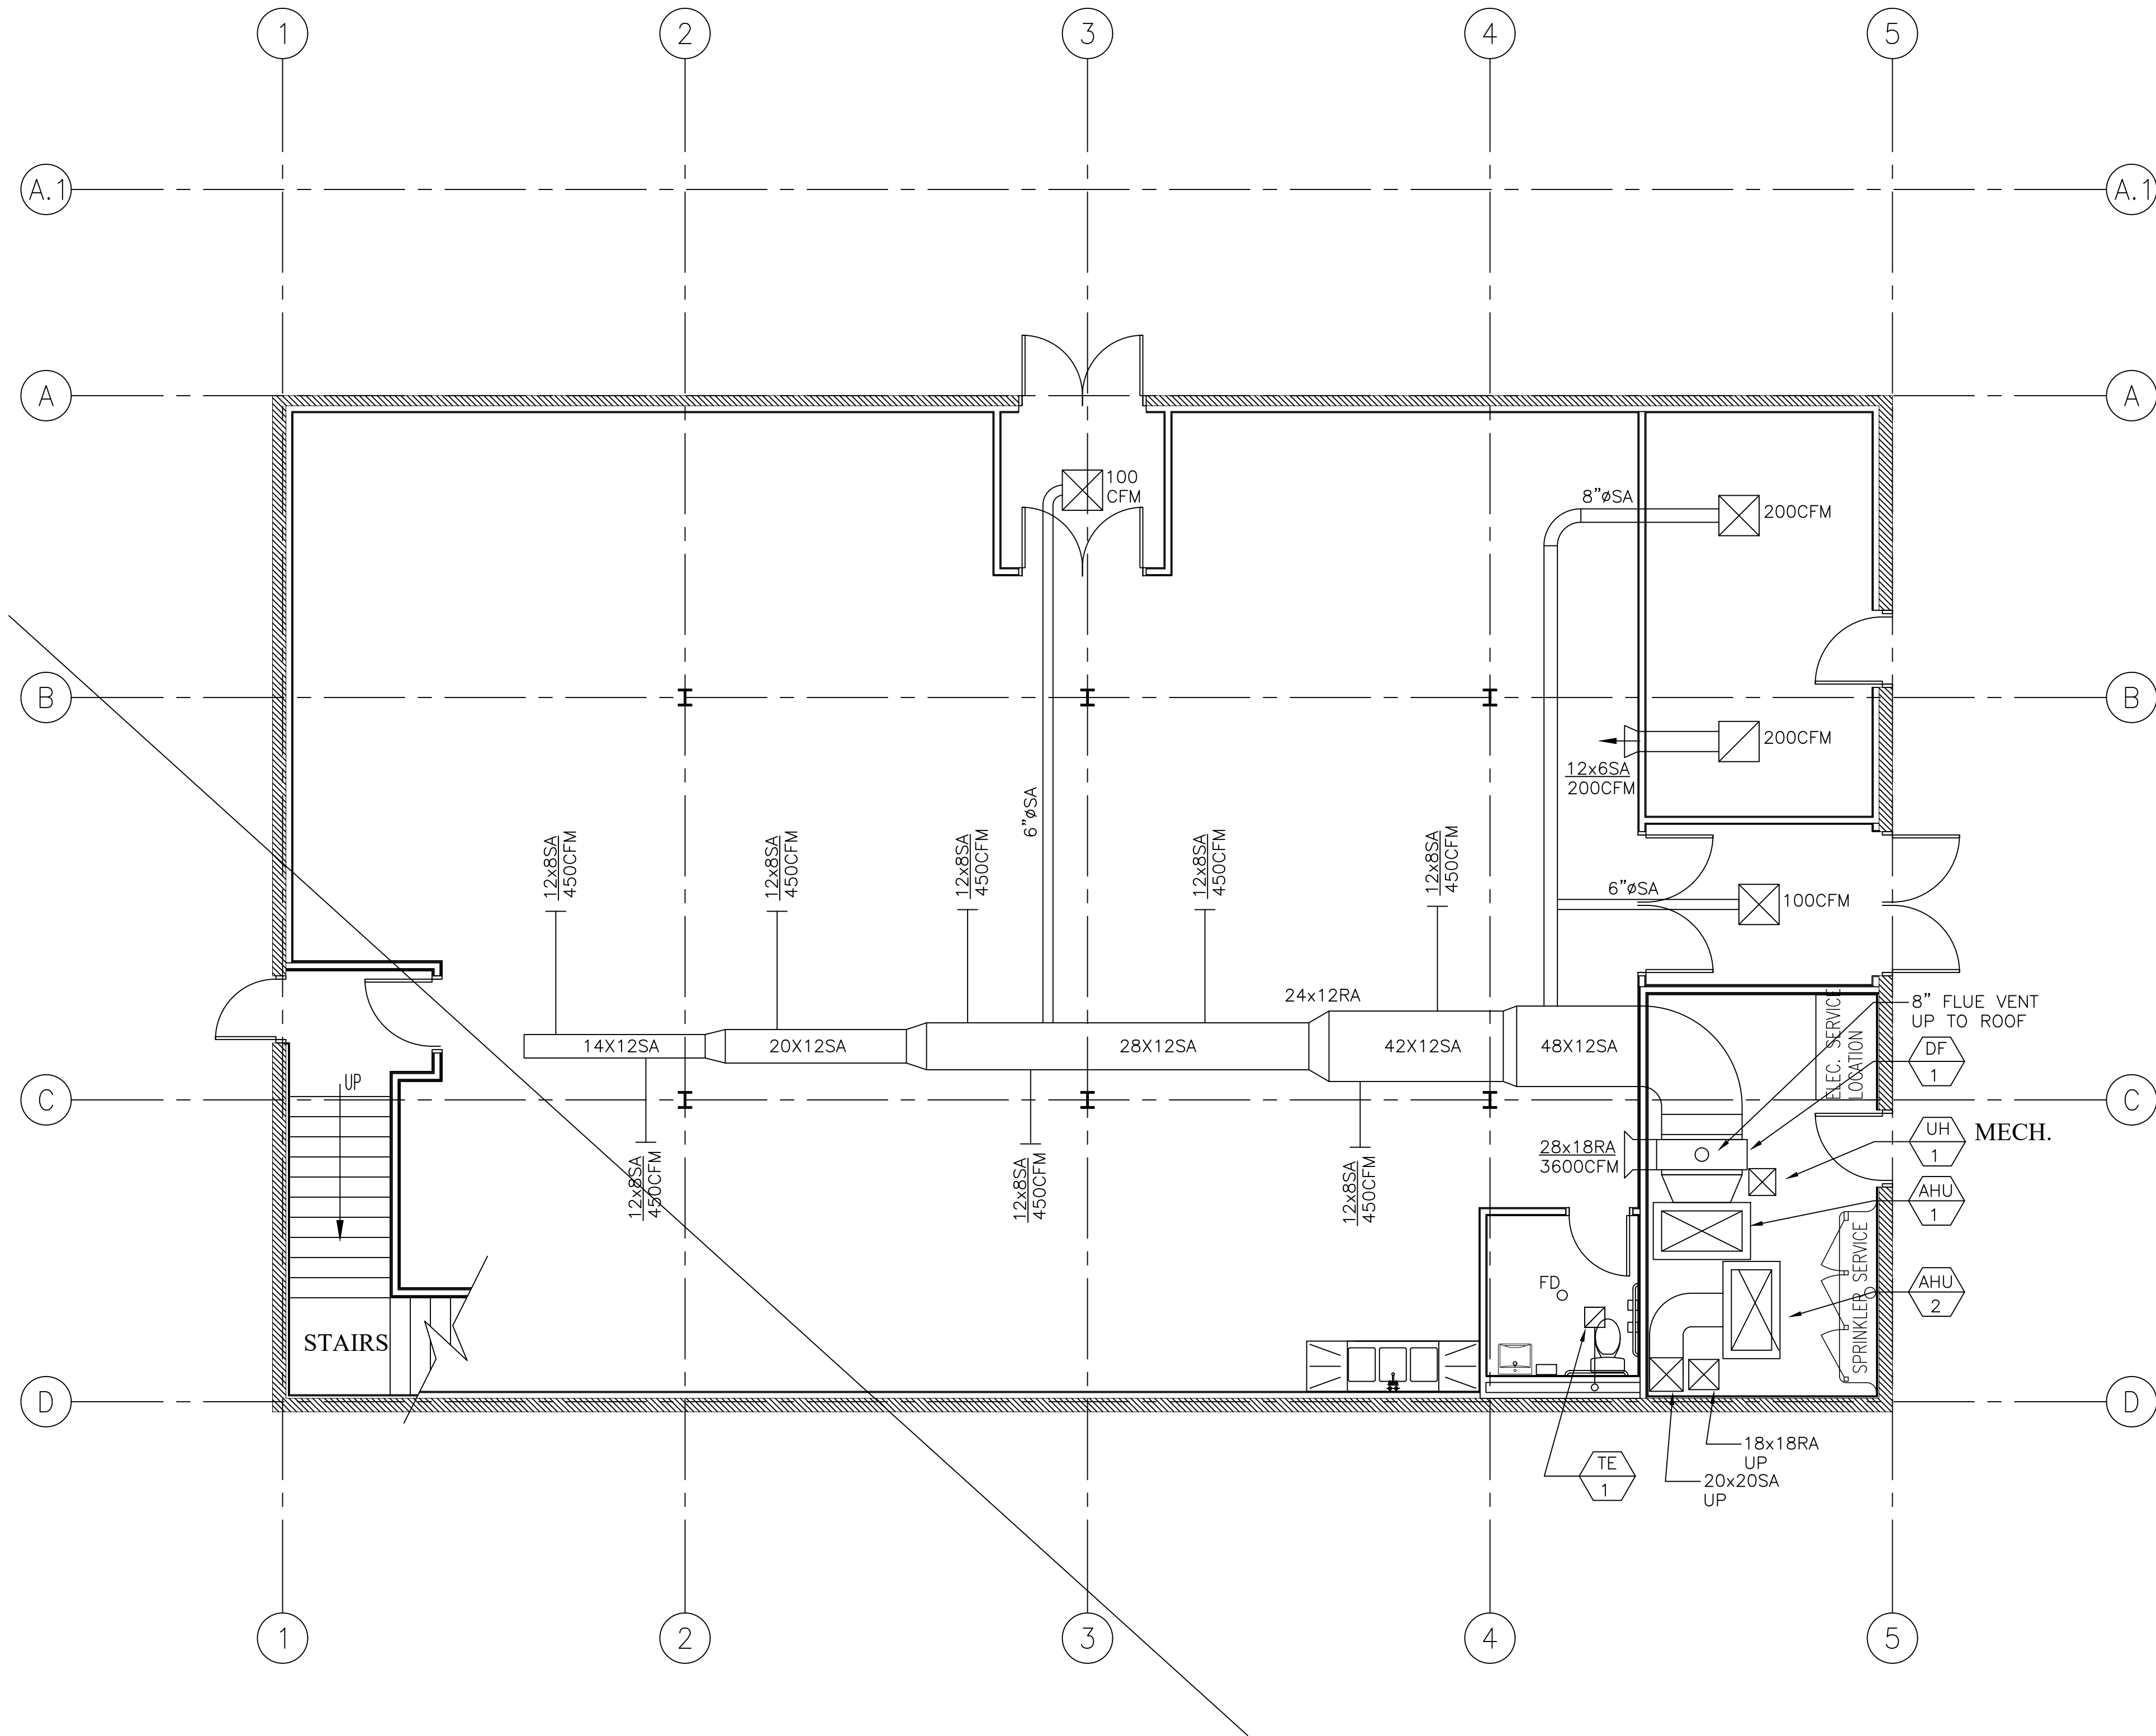 1
2
3
4
5
A.1
A.1
A
A
100
CFM
8"øSA
200CFM
B
B
200CFM
12x6SA
200CFM
6"øSA
12x8SA
450CFM
12x8SA
450CFM
12x8SA
450CFM
12x8SA
450CFM
12x8SA
450CFM
6"øSA
100CFM
24x12RA
8" FLUE VENT
UP TO ROOF
ELEC. SERVICE
LOCATION
14X12SA
20X12SA
28X12SA
42X12SA
48X12SA
DF
1
UP
C
C
UH
1
MECH.
28x18RA
3600CFM
12x8SA
450CFM
12x8SA
450CFM
12x8SA
450CFM
AHU
1
FD
SPRINKLER SERVICE
AHU
2
STAIRS
D
D
18x18RA
UP
TE
1
20x20SA
UP
1
2
3
4
5